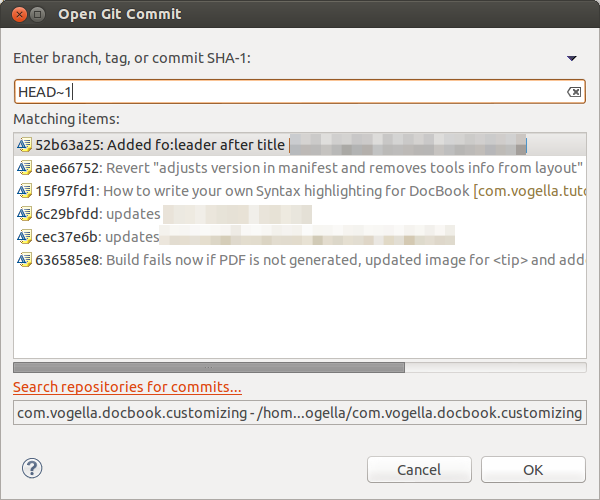 Open Git Commit
Enter branch, tag, or commit SHA-1:
HEAD~1
Matching items:
52b63a25: Added fo:leader after title
aae66752: Revert "adjusts version in manifest and removes tools info from layout"
15f97fd1: How to write your own Syntax highlighting for DocBook [com.vogella.tuto
6c29bfdd: updates
cec37e6b: updates
636585e8: Build fails now if PDF is not generated, updated image for <tip> and adde
Search repositories for commits...
com.vogella.docbook.customizing - /hom...ogella/com.vogella.docbook.customizing
?
Cancel
OK